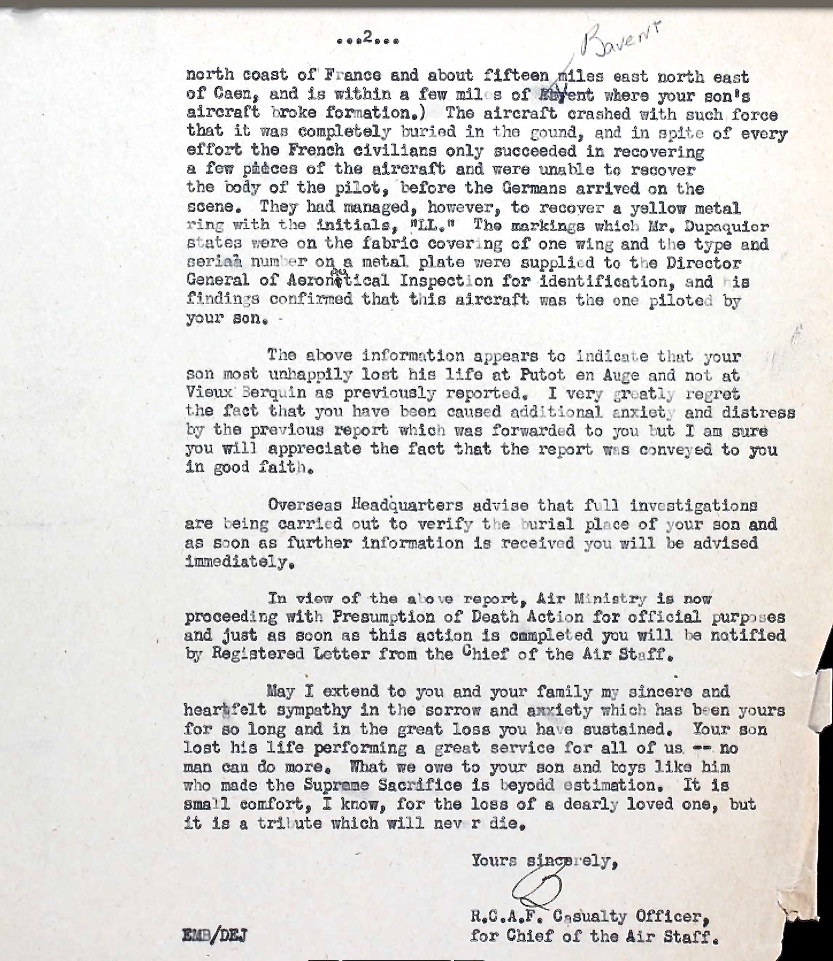 ...2...
Bavent
north coast of France and about fifteen miles east north east
of Caen, and is within a few miles of where your son's
aircraft broke formation.) The aircraft crashed with such force
that it was completely buried in the gound, and in spite of every
effort the French civilians only succeeded in recovering
a few pieces of the aircraft and were unable to recover
the body of the pilot, before the Germans arrived on the
scene. They had managed, however, to recover a yellow metal
ring with the initials, "LL." The markings which Mr. Dupaquier
states were on the fabric covering of one wing and the type and
serial number on a metal plate were supplied to the Director
General of Aeronautical Inspection for identification, and his
findings confirmed that this aircraft was the one piloted by
your son.
The above information appears to indicate that your
son most unhappily lost his life at Putot en Auge and not at
Vieux Berquin as previously reported. I very greatly regret
the fact that you have been caused additional anxiety and distress
by the previous report which was forwarded to you but I am sure
you will appreciate the fact that the report was conveyed to you
in good faith.
Overseas Headquarters advise that full investigations
are being carried out to verify the burial place of your son and
as soon as further information is received you will be advised
immediately.
In view of the above report, Air Ministry is now
proceeding with Presumption of Death Action for official purposes
and just as soon as this action is completed you will be notified
by Registered Letter from the Chief of the Air Staff.
May I extend to you and your family my sincere and
heartfelt sympathy in the sorrow and anxiety which has been yours
for so long and in the great loss you have sustained. Your son
lost his life performing a great service for all of us -- no
man can do more. What we owe to your son and boys like him
who made the Supreme Sacrifice is beyodd estimation. It is
small comfort, I know, for the loss of a dearly loved one, but
it is a tribute which will nev r die.
Yours sincerely,
R.C.A.F. Casualty Officer,
EMB/DEJ for Chief of the Air Staff.